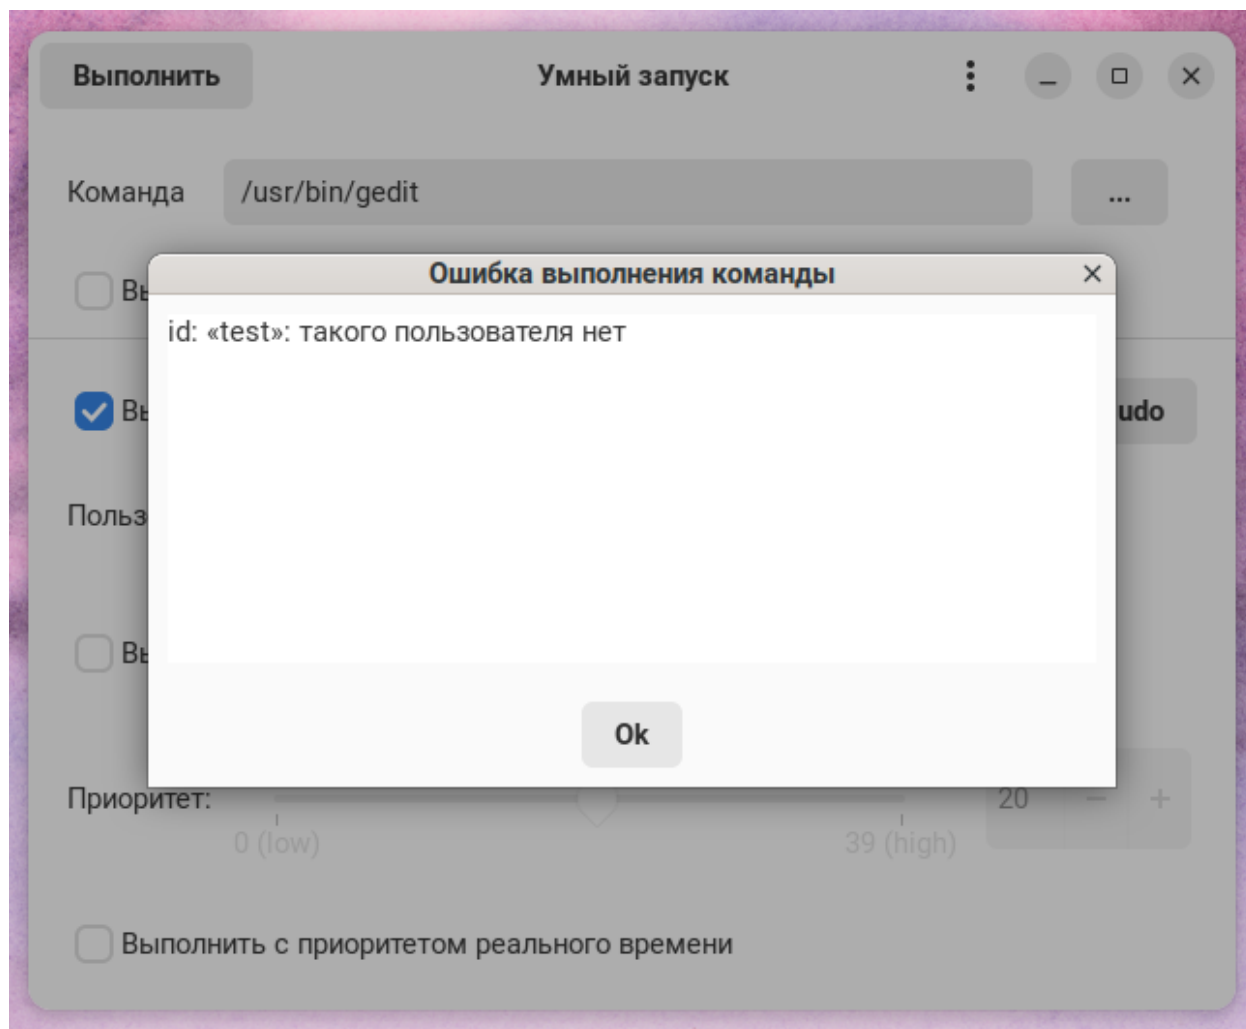 Выполнить
Умный запуск
Команда
/usr/bin/gedit
...
Ошибка выполнения команды
id: «test»: такого пользователя нет
Ok
Приоритет:
20
0 (low)
39 (high)
Выполнить с приоритетом реального времени